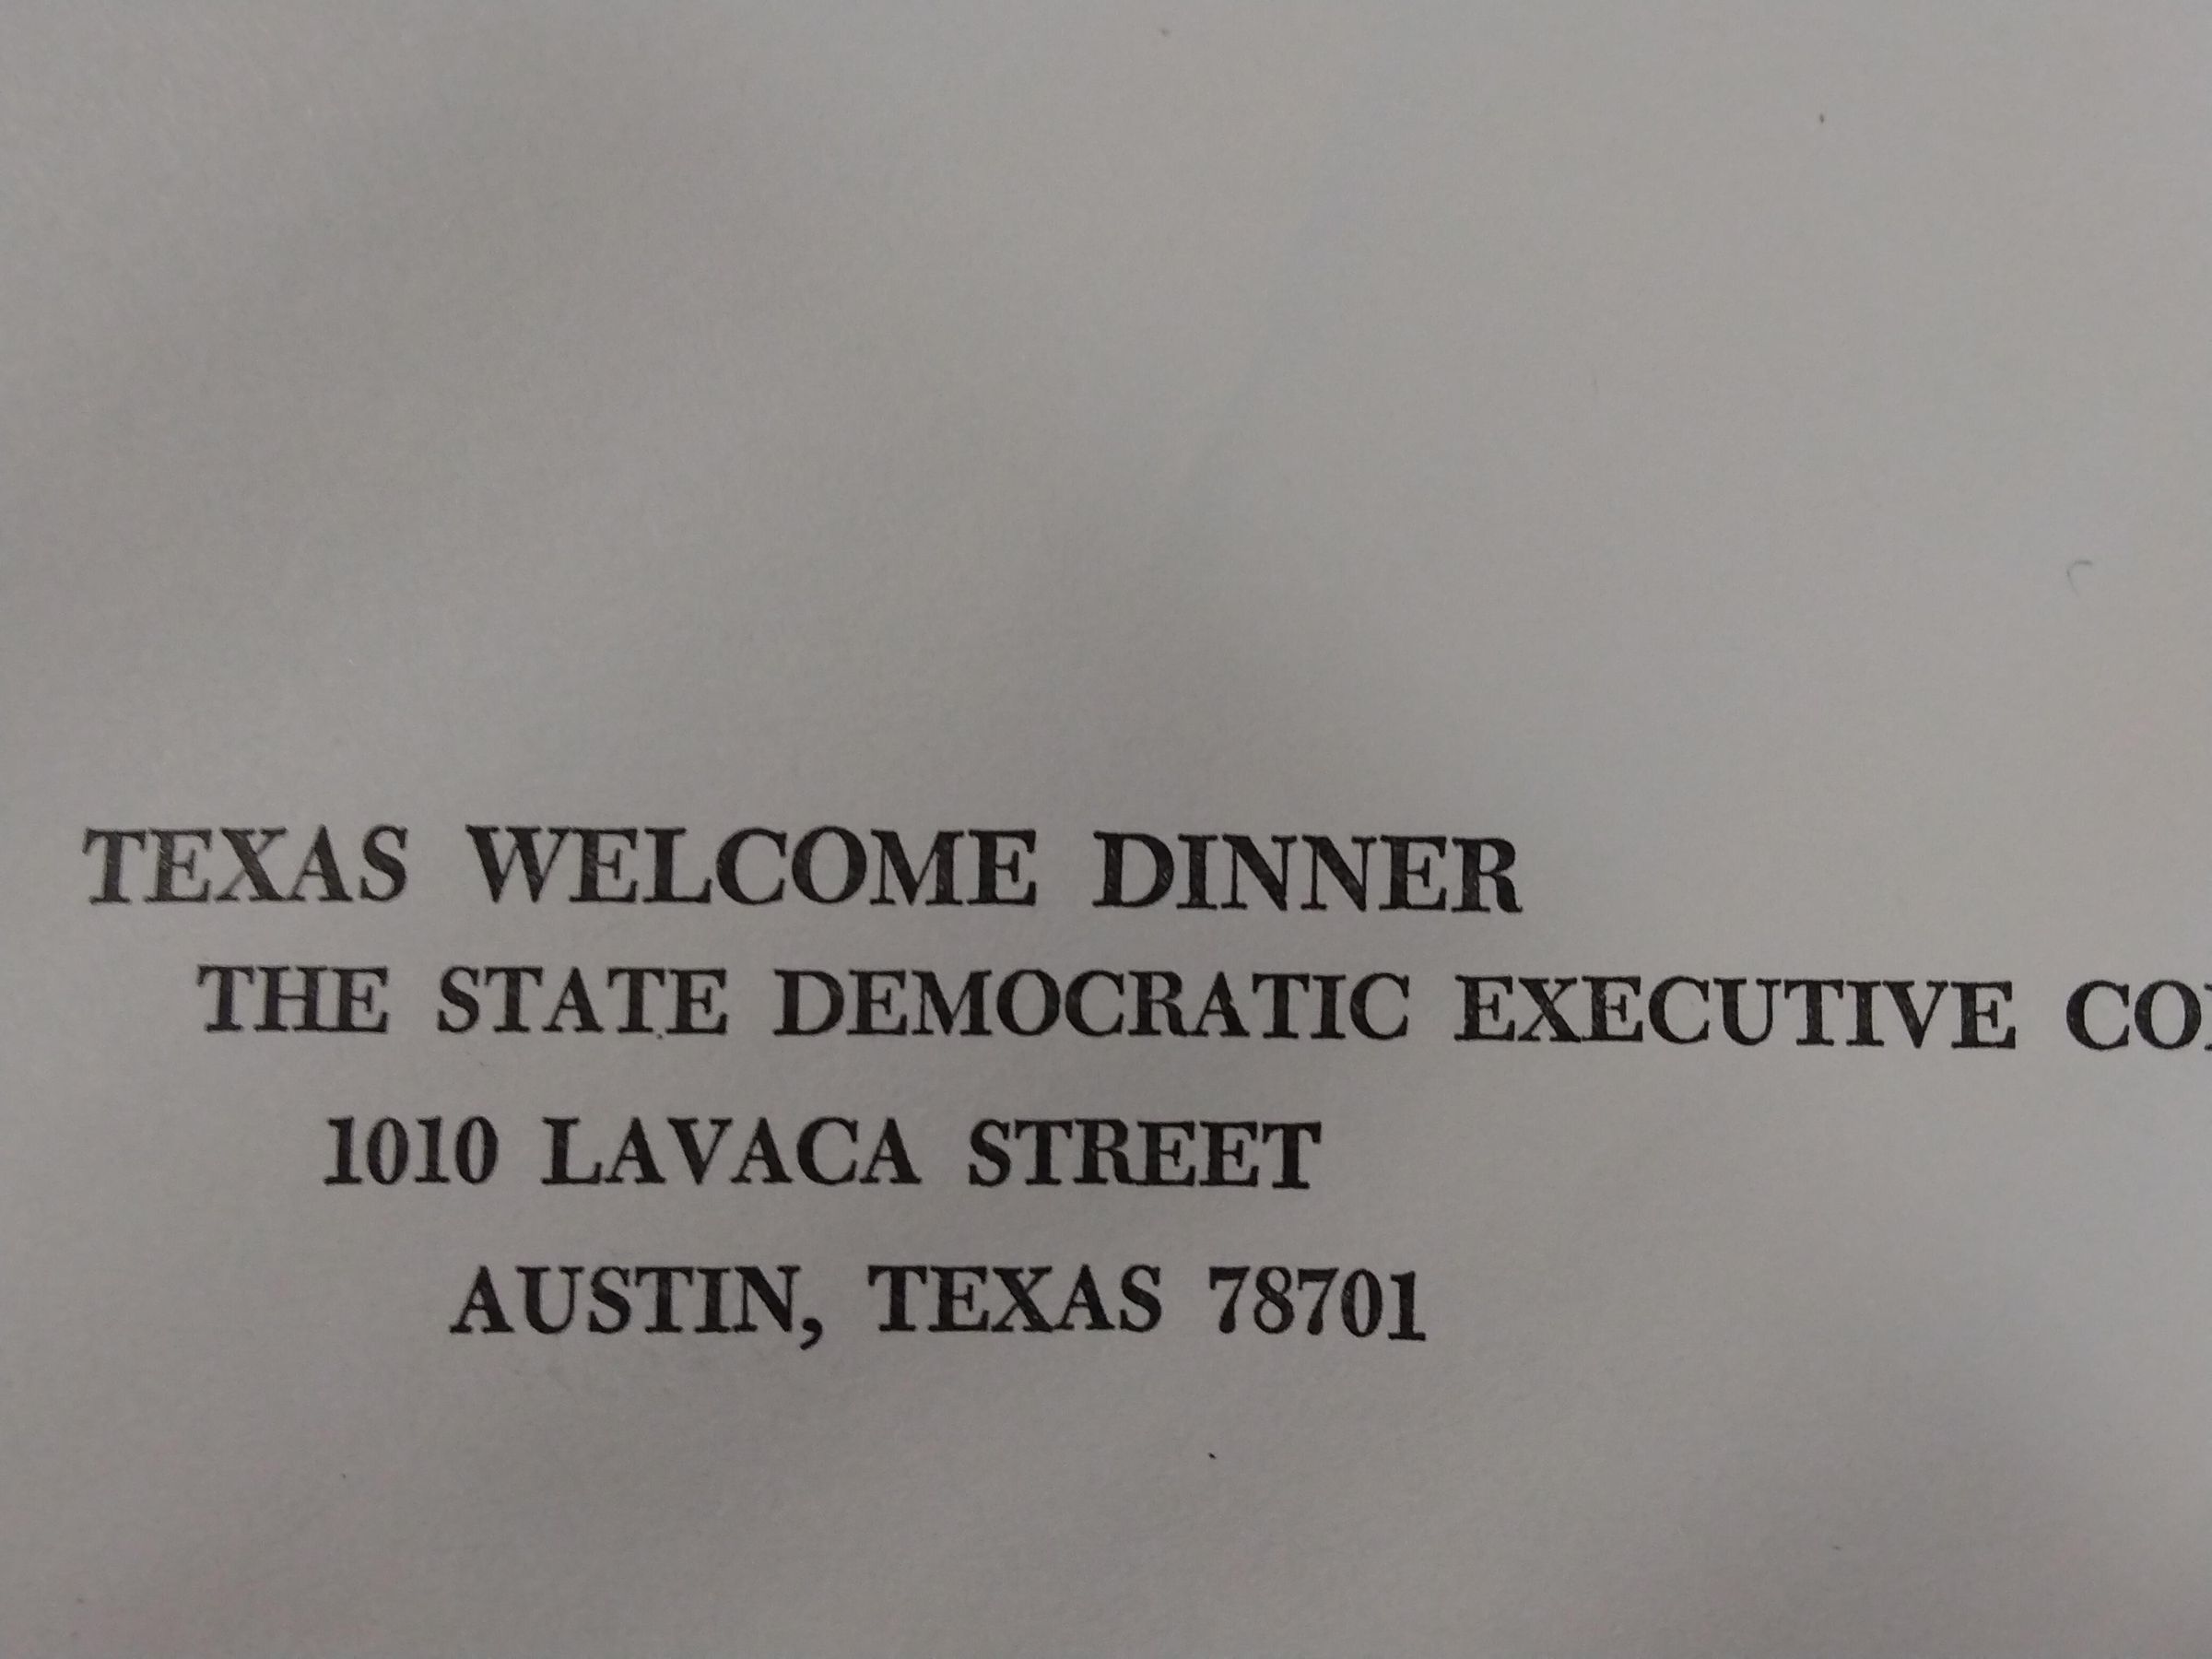 TEXAS WELCOME DINNER
THE STATE DEMOCRATIC EXECUTIVE
1010 LAVACA STREET
AUSTIN, TEXAS 78701